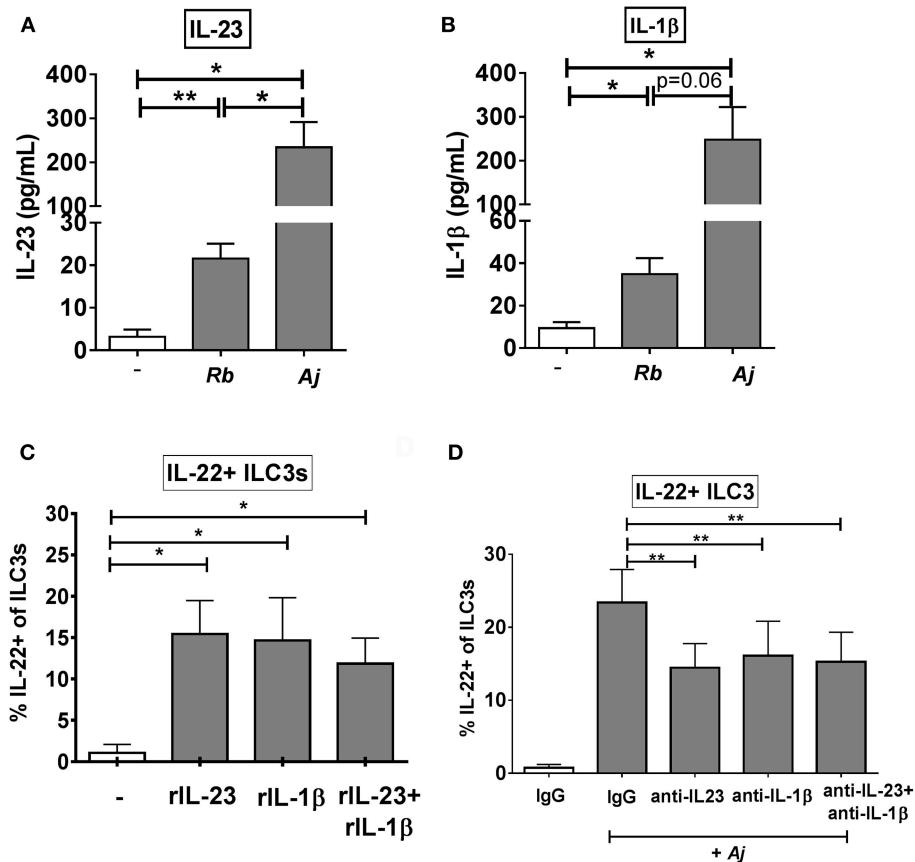 A
IL-23
IL-23 (pg/mL)
400
300
200
100
30
20
10
0
*
**
*
-
Rb
Aj
B
IL-1β
IL-1β (pg/mL)
400
300
200
100
60
40
20
0
*
*
p=0.06
-
Rb
Aj
C
IL-22+ ILC3s
% IL-22+ of ILC3s
30
25
20
15
10
5
0
*
*
*
-
rIL-23
rIL-1β
rIL-23+
rIL-1β
D
D
IL-22+ ILC3
% IL-22+ of ILC3s
30
20
10
0
**
**
**
IgG
IgG
anti-IL23
anti-IL-1β
anti-IL-23+
anti-IL-1β
+ Aj